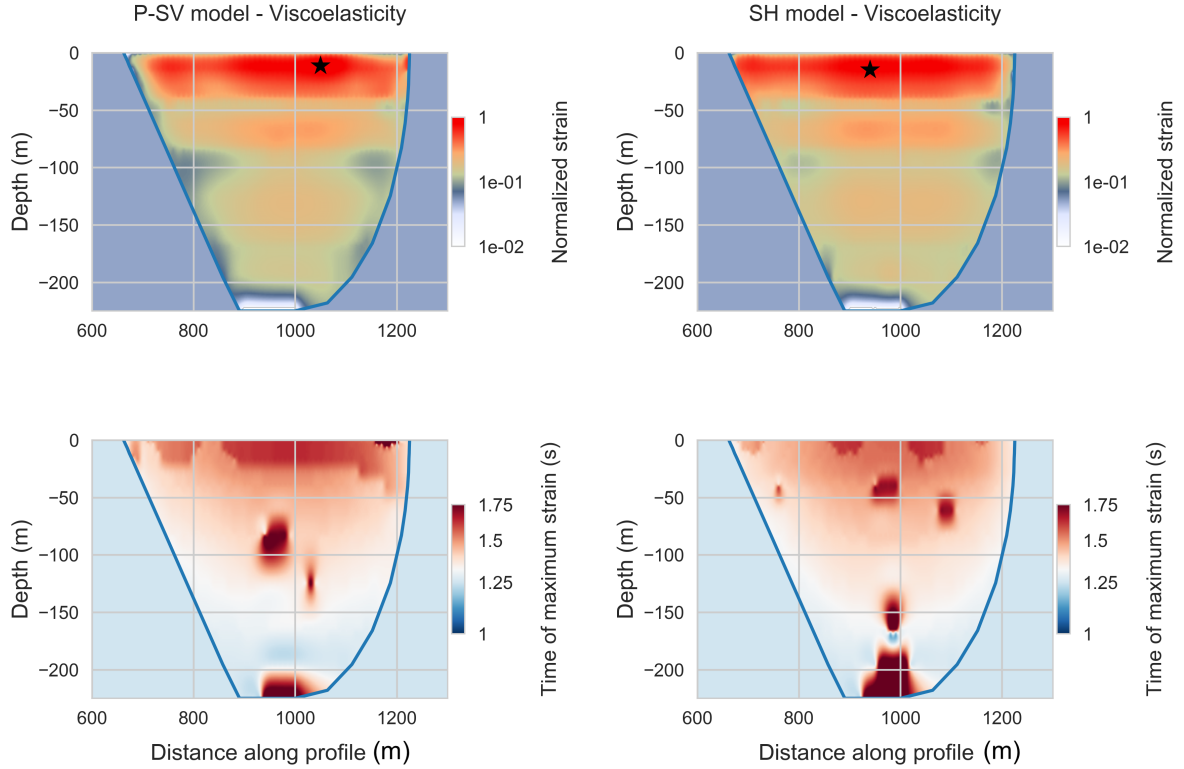 P-SV model - Viscoelasticity
SH model - Viscoelasticity
0
−50
−100
−150
−200
Depth (m)
600
800
1000
1200
1
1e-01
1e-02
Normalized strain
0
−50
−100
−150
−200
Depth (m)
600
800
1000
1200
1
1e-01
1e-02
Normalized strain
0
−50
−100
−150
−200
Depth (m)
600
800
1000
1200
Distance along profile (m)
1.75
1.5
1.25
1
Time of maximum strain (s)
0
−50
−100
−150
−200
Depth (m)
600
800
1000
1200
Distance along profile (m)
1.75
1.5
1.25
1
Time of maximum strain (s)